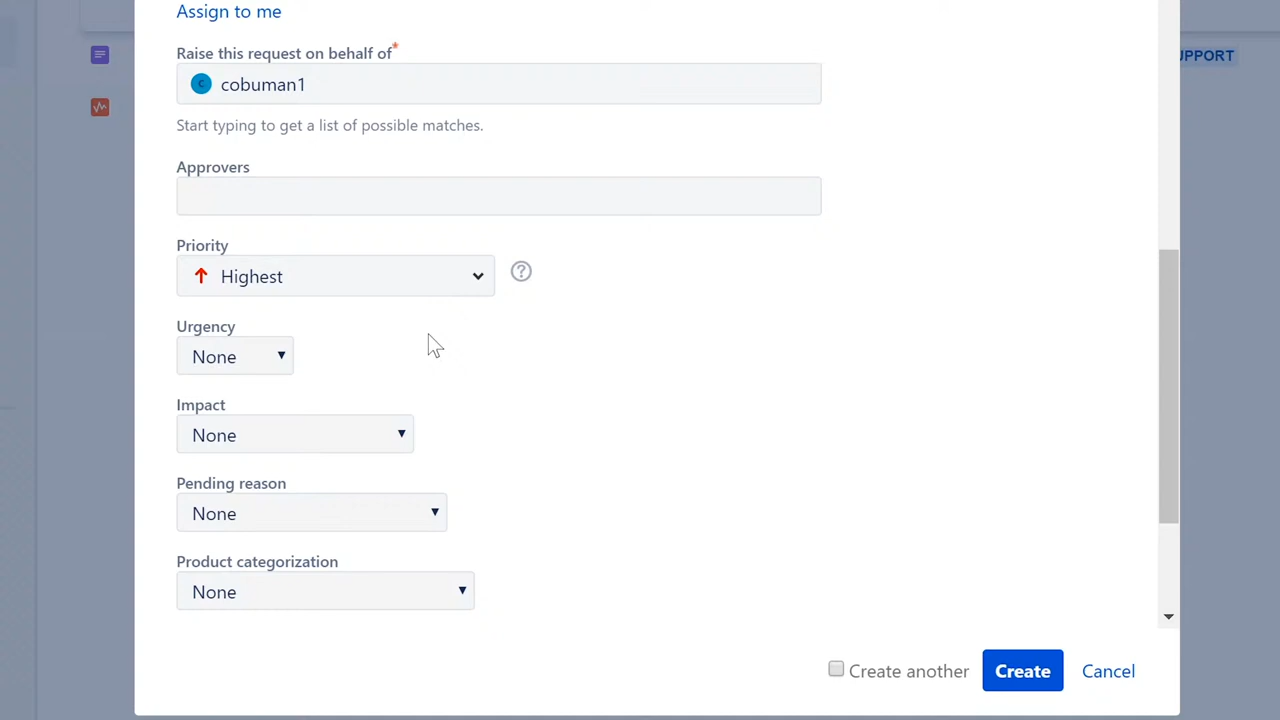 Assign to me
UPPORT
Raise this request on behalf of*
C cobuman1
Start typing to get a list of possible matches.
Approvers
Priority
Highest
Urgency
None
Impact
None
Pending reason
None
Product categorization
None
Create another Create Cancel